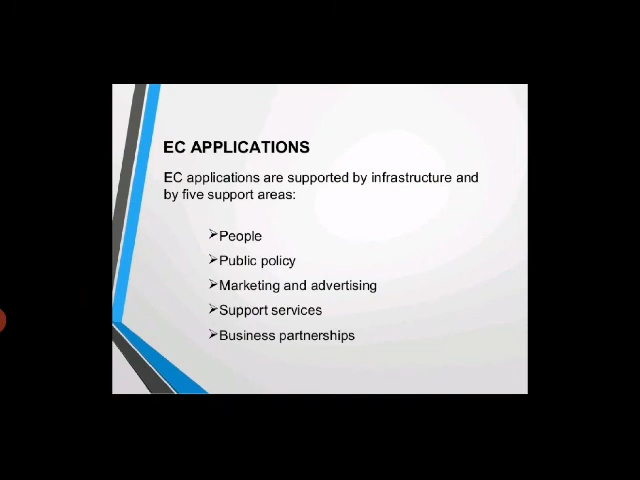 EC APPLICATIONS
EC applications are supported by infrastructure and
by five support areas:
➢People
➢Public policy
➢Marketing and advertising
➢Support services
➢Business partnerships